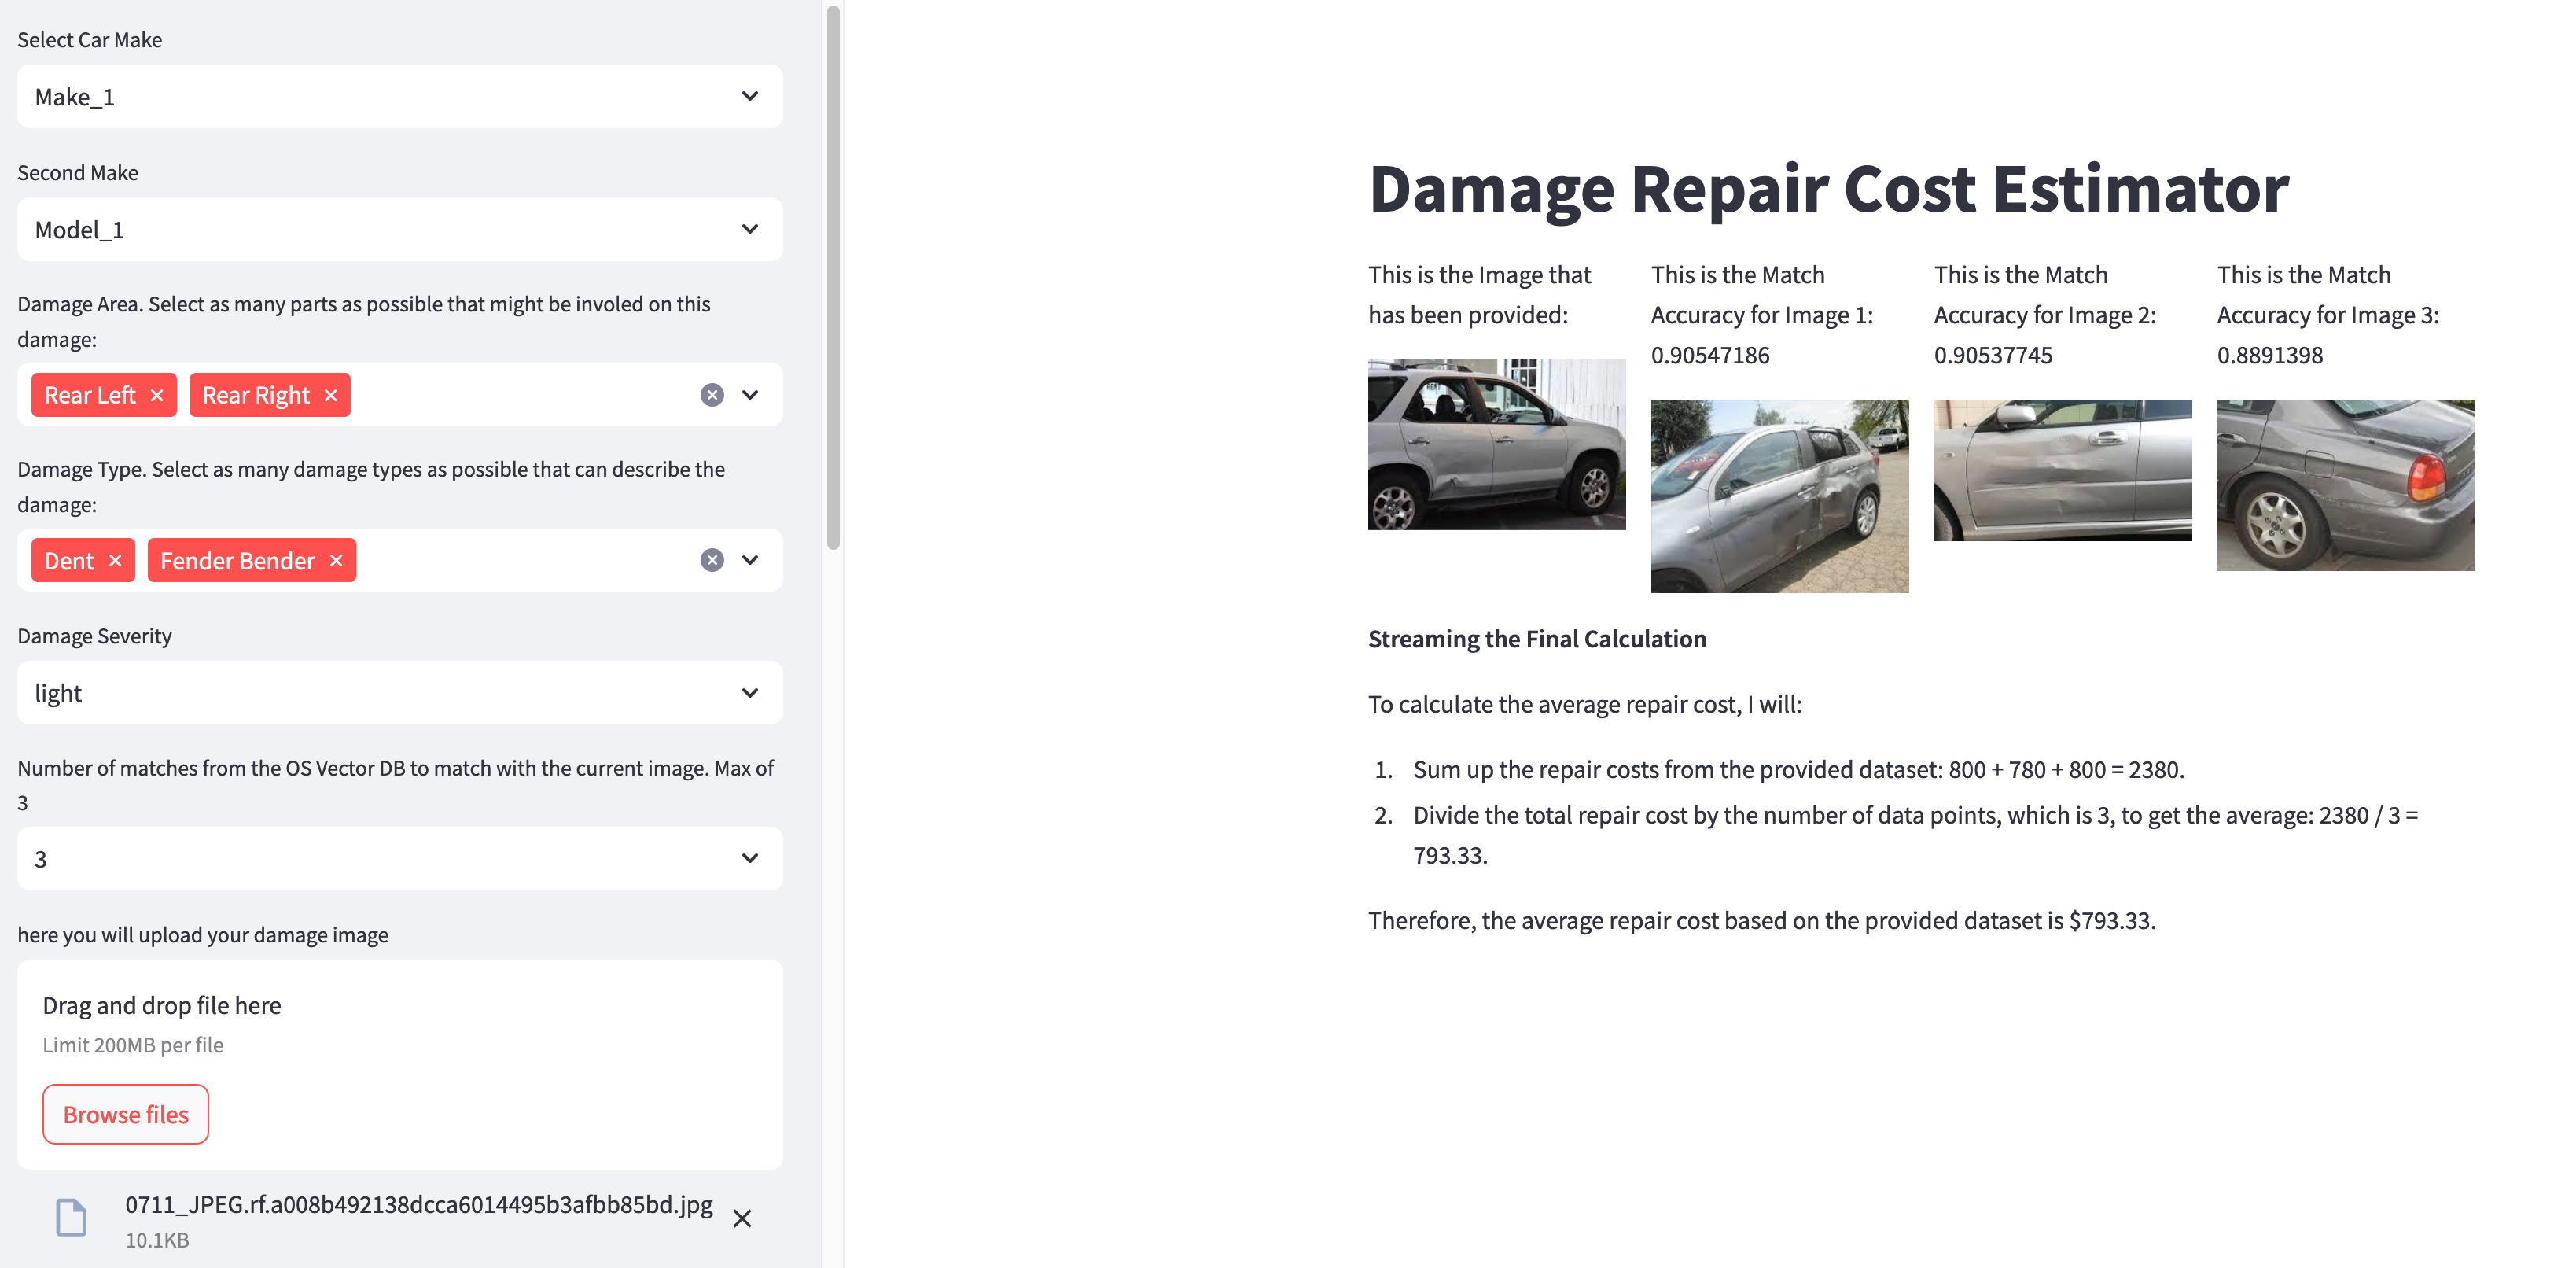 Select Car Make
Make_1
Second Make
Model_1
Damage Area. Select as many parts as possible that might be involed on this
damage:
Rear Left × Rear Right ×
Damage Type. Select as many damage types as possible that can describe the
damage:
Dent × Fender Bender ×
Damage Severity
light
Number of matches from the OS Vector DB to match with the current image. Max of
3
3
here you will upload your damage image
Drag and drop file here
Limit 200MB per file
Browse files
0711_JPEG.rf.a008b492138dcca6014495b3afbb85bd.jpg
10.1KB
Damage Repair Cost Estimator
This is the Image that
has been provided:
This is the Match
Accuracy for Image 1:
0.90547186
This is the Match
Accuracy for Image 2:
0.90537745
This is the Match
Accuracy for Image 3:
0.8891398
Streaming the Final Calculation
To calculate the average repair cost, I will:
1. Sum up the repair costs from the provided dataset: 800 + 780 + 800 = 2380.
2. Divide the total repair cost by the number of data points, which is 3, to get the average: 2380 / 3 =
793.33.
Therefore, the average repair cost based on the provided dataset is $793.33.